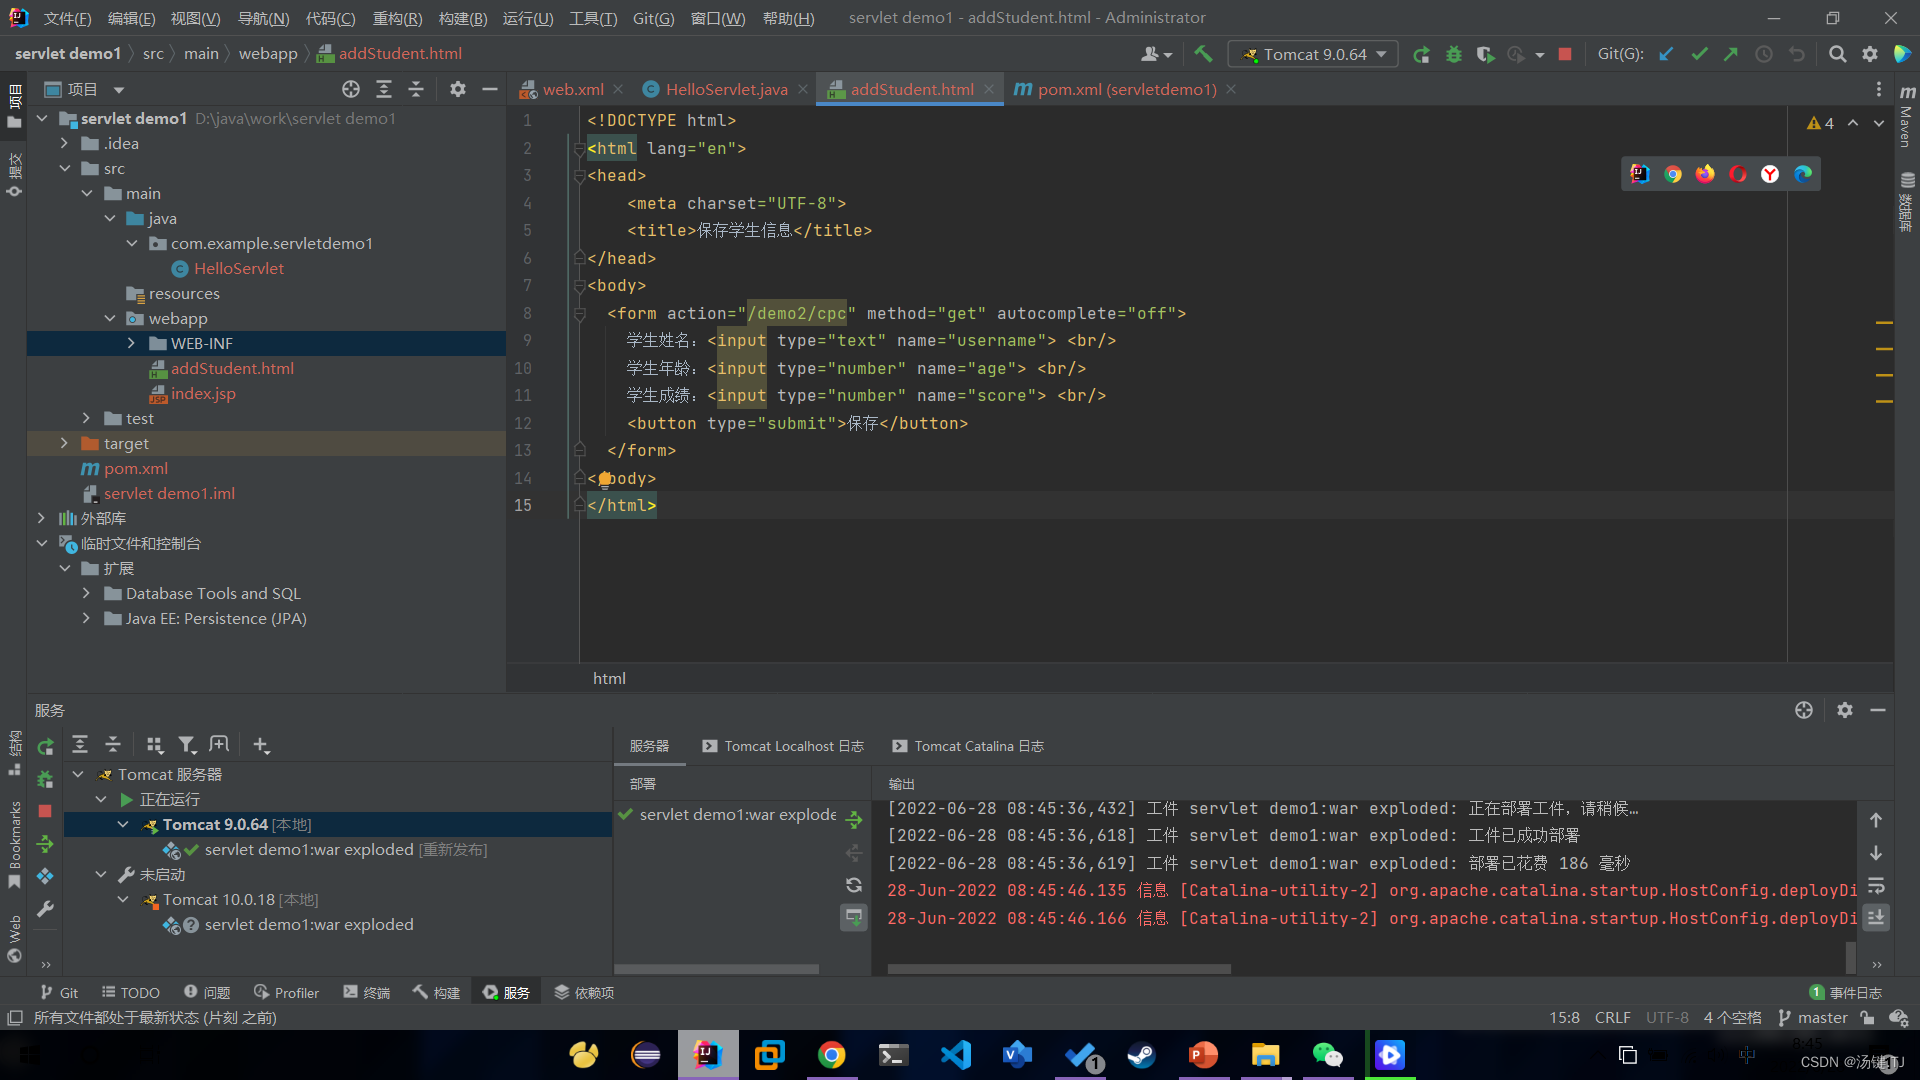 文件(F) 编辑(E) 视图(V) 导航(N) 代码(C) 重构(R) 构建(B) 运行(U) 工具(T) Git(G) 窗口(W) 帮助(H) servlet demo1 - addStudent.html - Administrator
servlet demo1 src main webapp addStudent.html Tomcat 9.0.64 Git(G):
项目 web.xml HelloServlet.java addStudent.html pom.xml (servletdemo1)
项目
提交
servlet demo1 D:\java\work\servlet demo1
.idea
src
main
java
com.example.servletdemo1
HelloServlet
resources
webapp
WEB-INF
addStudent.html
index.jsp
test
target
pom.xml
servlet demo1.iml
外部库
临时文件和控制台
扩展
Database Tools and SQL
Java EE: Persistence (JPA)
1 <!DOCTYPE html>
2 <html lang="en">
3 <head>
4 <meta charset="UTF-8">
5 <title>保存学生信息</title>
6 </head>
7 <body>
8 <form action="/demo2/cpc" method="get" autocomplete="off">
9 学生姓名：<input type="text" name="username"> <br/>
10 学生年龄：<input type="number" name="age"> <br/>
11 学生成绩：<input type="number" name="score"> <br/>
12 <button type="submit">保存</button>
13 </form>
14 <body>
15 </html>
4
Maven
数据库
html
服务
结构
Bookmarks
Web
Tomcat 服务器
正在运行
Tomcat 9.0.64 [本地]
servlet demo1:war exploded [重新发布]
未启动
Tomcat 10.0.18 [本地]
servlet demo1:war exploded
服务器 Tomcat Localhost 日志 Tomcat Catalina 日志
部署 输出
servlet demo1:war explode
[2022-06-28 08:45:36,432] 工件 servlet demo1:war exploded: 正在部署工件，请稍候…
[2022-06-28 08:45:36,618] 工件 servlet demo1:war exploded: 工件已成功部署
[2022-06-28 08:45:36,619] 工件 servlet demo1:war exploded: 部署已花费 186 毫秒
28-Jun-2022 08:45:46.135 信息 [Catalina-utility-2] org.apache.catalina.startup.HostConfig.deployDi
28-Jun-2022 08:45:46.166 信息 [Catalina-utility-2] org.apache.catalina.startup.HostConfig.deployDi
Git TODO 问题 Profiler 终端 构建 服务 依赖项 1 事件日志
所有文件都处于最新状态 (片刻 之前) 15:8 CRLF UTF-8 4 个空格 master
8:45
中
CSDN @汤键.TJ